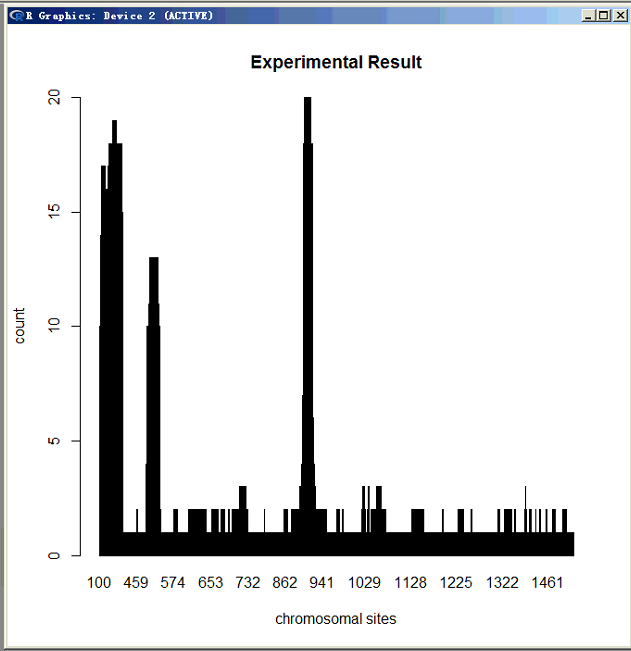 R Graphics: Device 2 (ACTIVE)
Experimental Result
20
15
10
5
0
count
100 459 574 653 732 862 941 1029 1128 1225 1322 1461
chromosomal sites